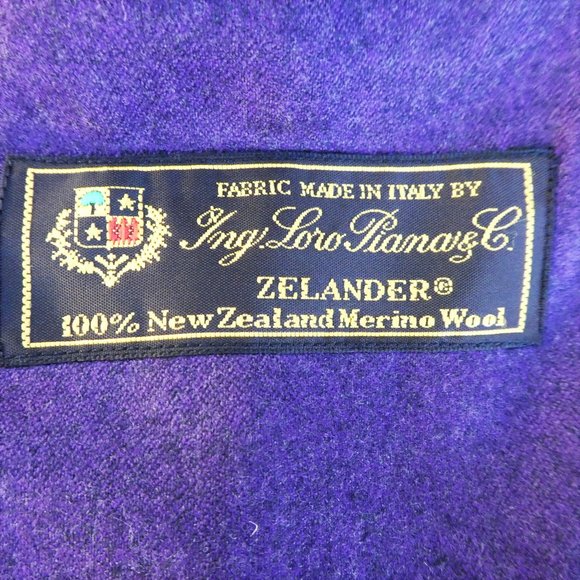 FABRIC MADE IN ITALY BY
Ing Loro Piana & C.
ZELANDER®
100% New Zealand Merino Wool